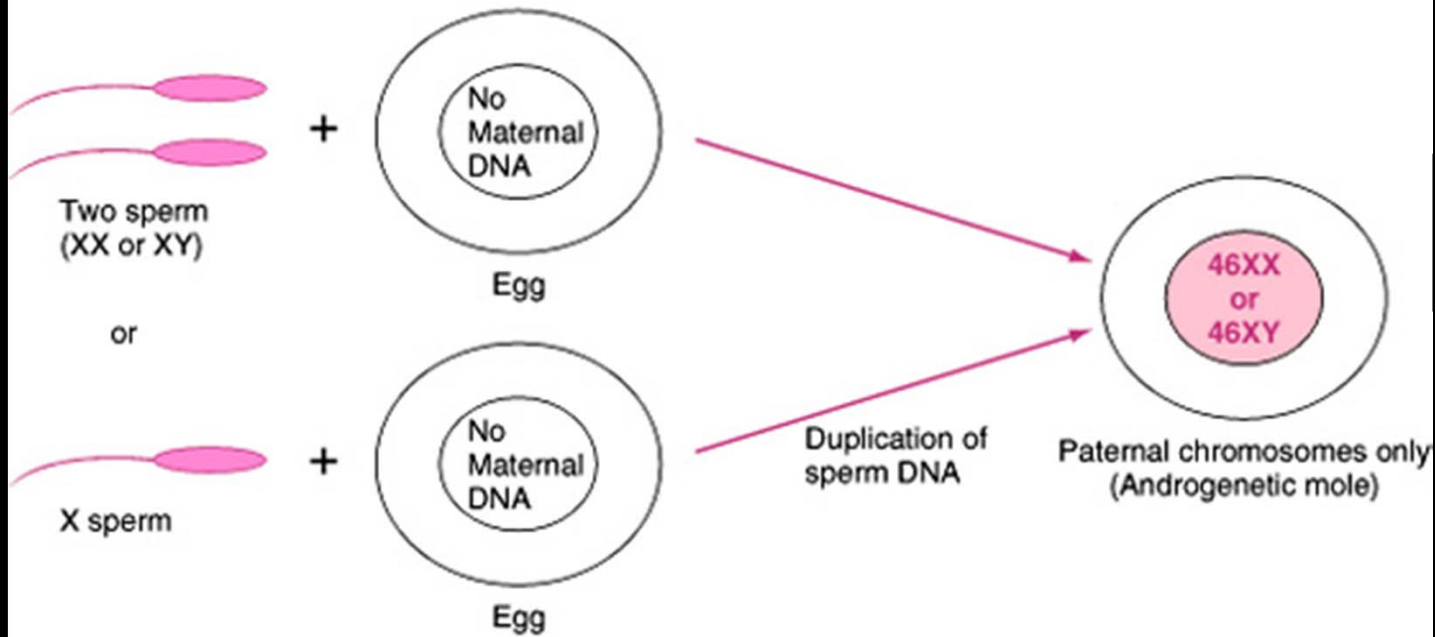 No
Maternal
DNA
+
Two sperm
(XX or XY)
Egg
or
46XX
or
46XY
No
Maternal
DNA
+
X sperm
Egg
Duplication of
sperm DNA
Paternal chromosomes only
(Androgenetic mole)